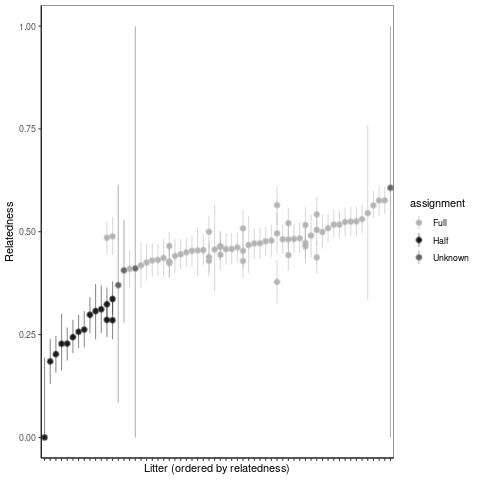 1.00
0.75
0.50
0.25
0.00
Relatedness
Litter (ordered by relatedness)
assignment
Full
Half
Unknown